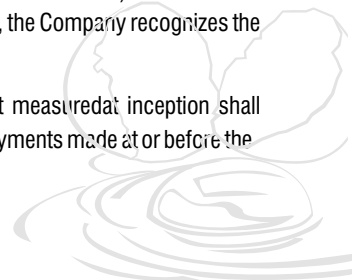 , the Company recognizes the
t measuredat inception shall
yments made at or before the